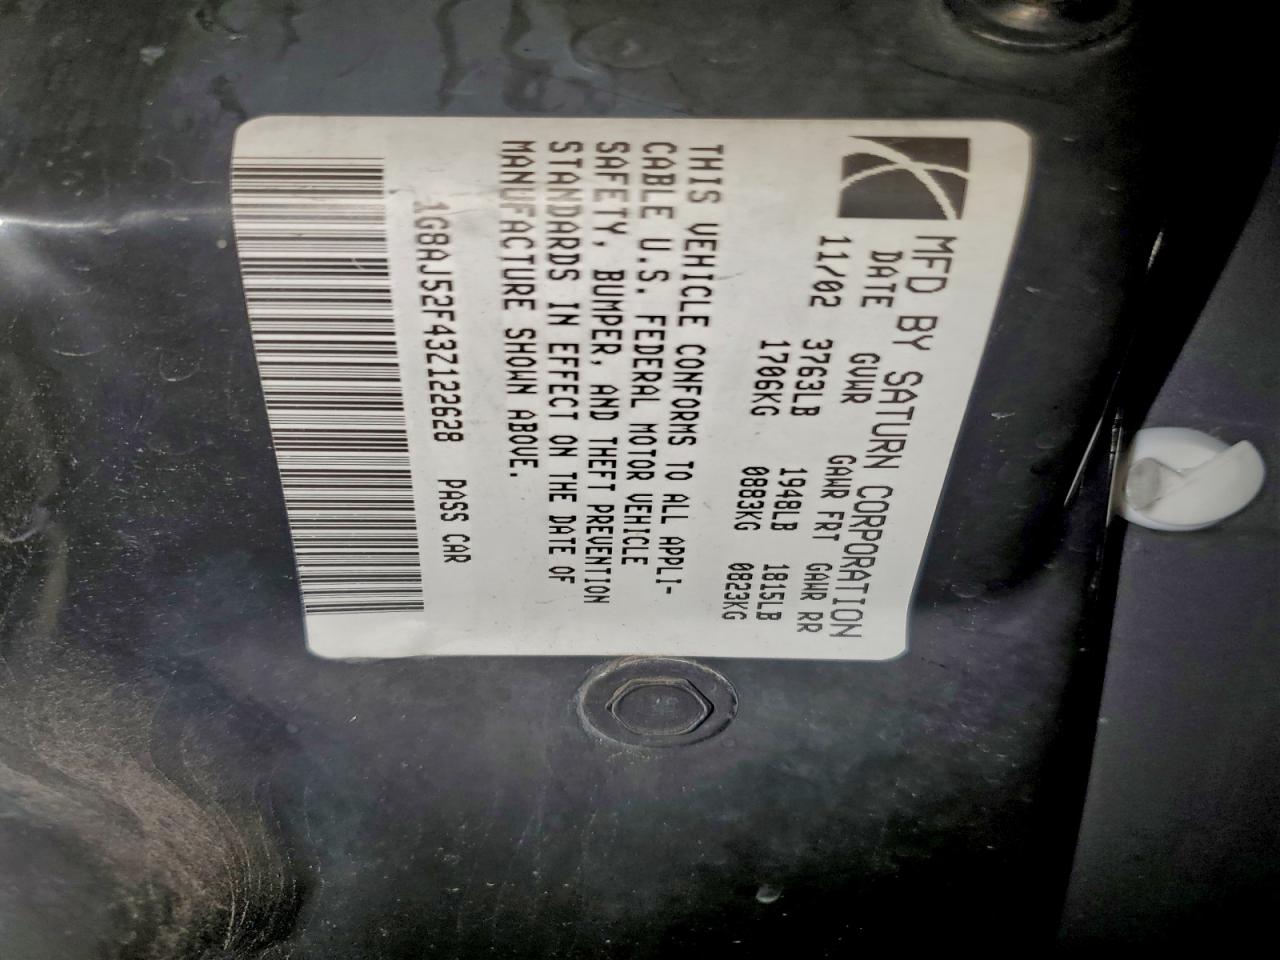 MFD BY SATURN CORPORATION
DATE GVWR GAWR FRT GAWR RR
11/02 3763LB 1948LB 1815LB
1706KG 0883KG 0823KG
THIS VEHICLE CONFORMS TO ALL APPLI-
CABLE U.S. FEDERAL MOTOR VEHICLE
SAFETY, BUMPER, AND THEFT PREVENTION
STANDARDS IN EFFECT ON THE DATE OF
MANUFACTURE SHOWN ABOVE.
1G8AJ52F43Z122628 PASS CAR